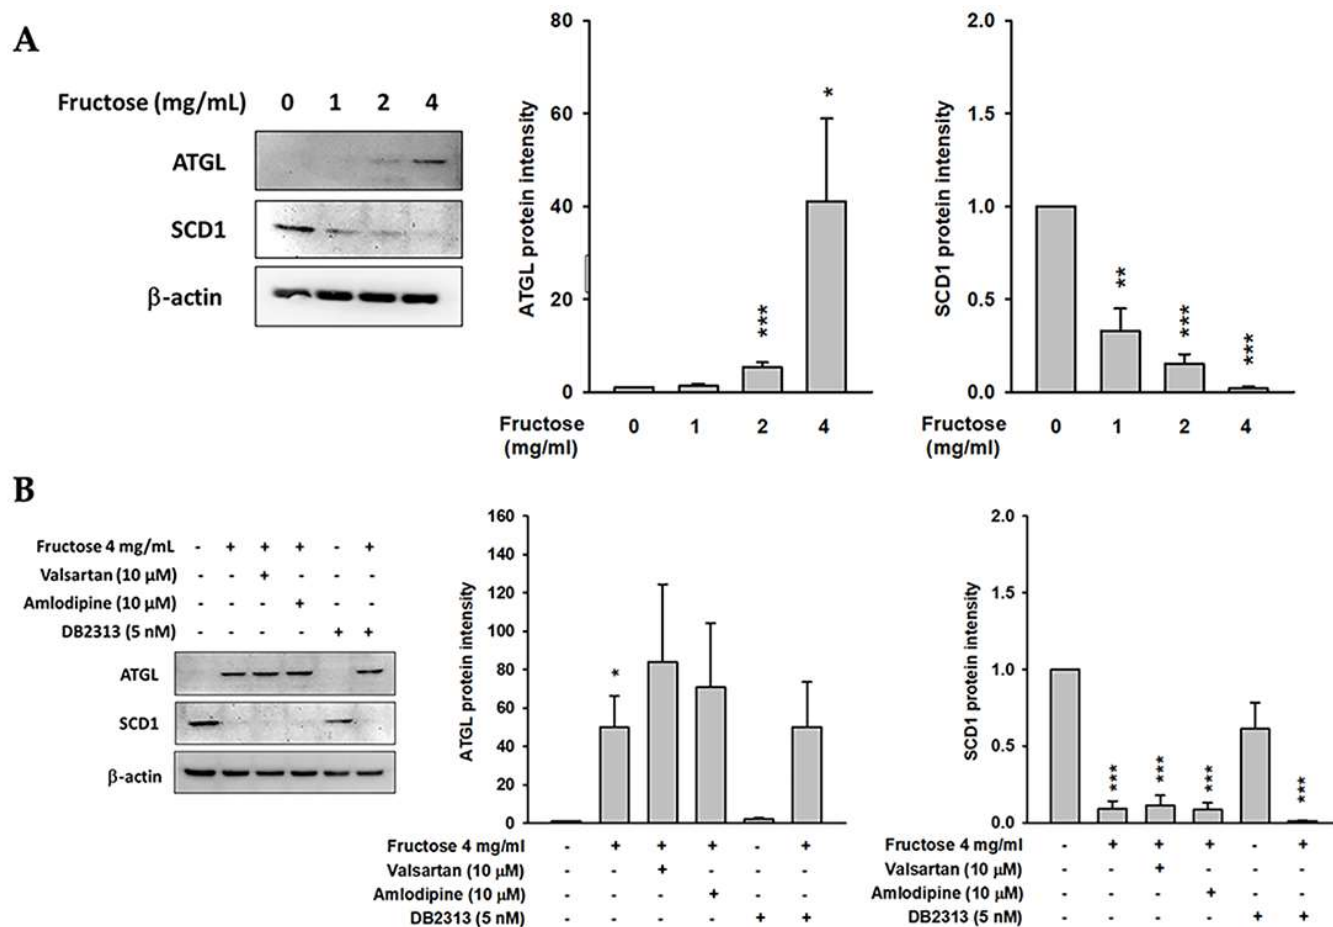 A
Fructose (mg/mL) 0 1 2 4
ATGL
SCD1
β-actin
ATGL protein intensity
80
60
40
20
0
*
***
Fructose (mg/ml) 0 1 2 4
SCD1 protein intensity
2.0
1.5
1.0
0.5
0.0
**
***
***
Fructose (mg/ml) 0 1 2 4
B
Fructose 4 mg/mL - + + + - +
Valsartan (10 μM) - - + - - -
Amlodipine (10 μM) - - - + - -
DB2313 (5 nM) - - - - + +
ATGL
SCD1
β-actin
ATGL protein intensity
160
140
120
100
80
60
40
20
0
*
Fructose 4 mg/ml - + + + - +
Valsartan (10 μM) - - + - - -
Amlodipine (10 μM) - - - + - -
DB2313 (5 nM) - - - - + +
SCD1 protein intensity
2.0
1.5
1.0
0.5
0.0
***
***
***
***
Fructose 4 mg/ml - + + + - +
Valsartan (10 μM) - - + - - -
Amlodipine (10 μM) - - - + - -
DB2313 (5 nM) - - - - + +